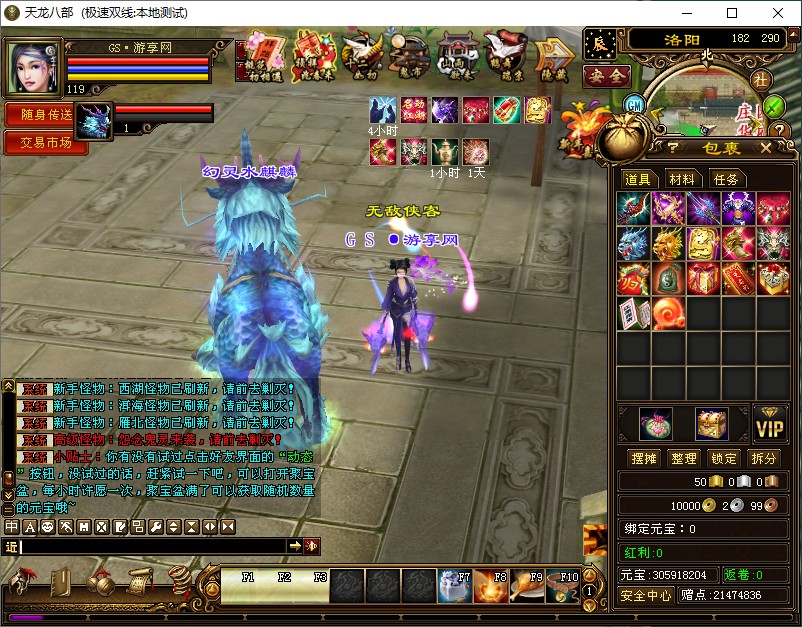 天龙八部 (极速双线:本地测试)
GS·游享网
119
随身传送
交易市场
1
4小时
1小时
1天
洛阳 182 290
北
辰
安全
社
GM
?
? 包裹
道具 材料 任务
幻灵水麒麟
无敌侠客
GS●游享网
系统 新手怪物：西湖怪物已刷新，请前去剿灭！
系统 新手怪物：洱海怪物已刷新，请前去剿灭！
系统 新手怪物：雁北怪物已刷新，请前去剿灭！
系统 高级怪物：怨念鬼灵来袭，请前去剿灭！
系统 小贴士：你有没有试过点击好友界面的“动态
”按钮，没试过的话，赶紧试一下吧，可以打开聚宝
盆，每小时许愿一次，聚宝盆满了可以获取随机数量
的元宝哦~
近
VIP
摆摊 整理 锁定 拆分
50 0 0
10000 2 99
绑定元宝：0
红利:0
元宝:305918204 返卷:0
安全中心 赠点:21474836
F1 F2 F3 F7 F8 F9 F10
1